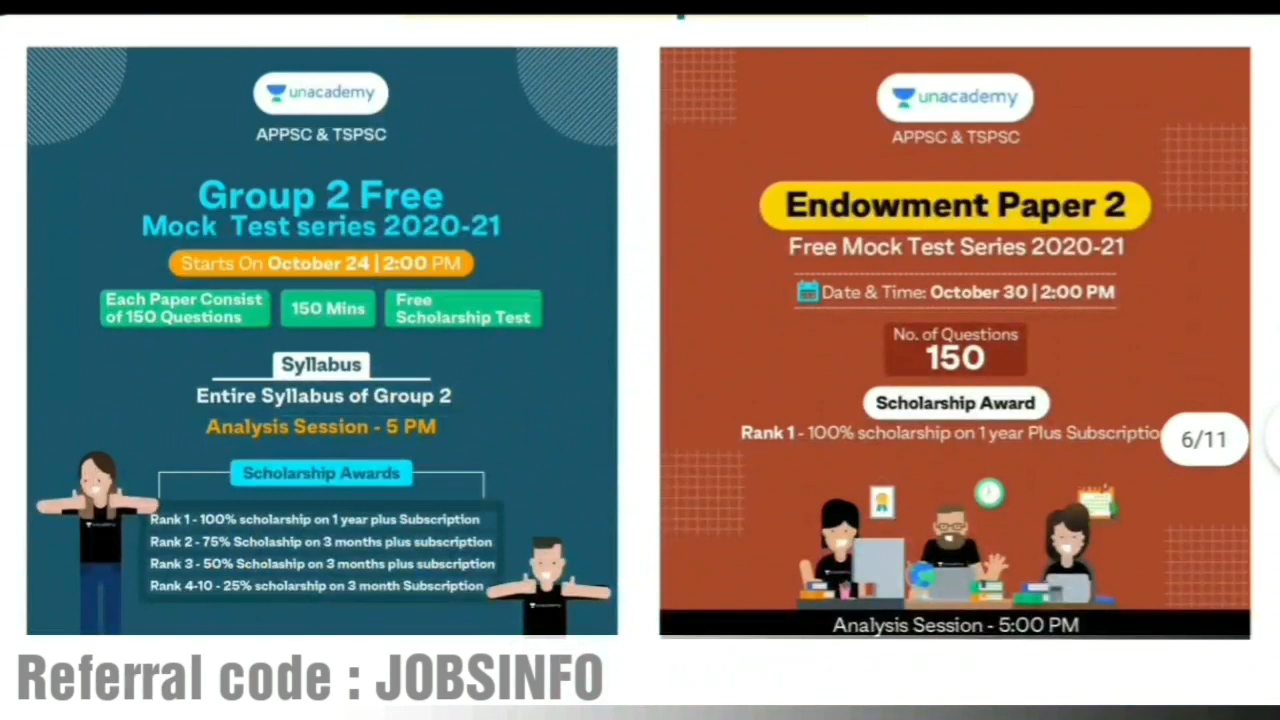 unacademy
APPSC & TSPSC
Group 2 Free
Mock Test series 2020-21
Starts On October 24 | 2:00 PM
Each Paper Consist
of 150 Questions
150 Mins
Free
Scholarship Test
Syllabus
Entire Syllabus of Group 2
Analysis Session - 5 PM
Scholarship Awards
Rank 1 - 100% scholarship on 1 year plus Subscription
Rank 2 - 75% Scholaship on 3 months plus subscription
Rank 3 - 50% Scholaship on 3 months plus subscription
Rank 4-10 - 25% scholarship on 3 month Subscription
unacademy
APPSC & TSPSC
Endowment Paper 2
Free Mock Test Series 2020-21
Date & Time: October 30 | 2:00 PM
No. of Questions
150
Scholarship Award
Rank 1 - 100% scholarship on 1 year Plus Subscriptio
6/11
Analysis Session - 5:00 PM
Referral code : JOBSINFO